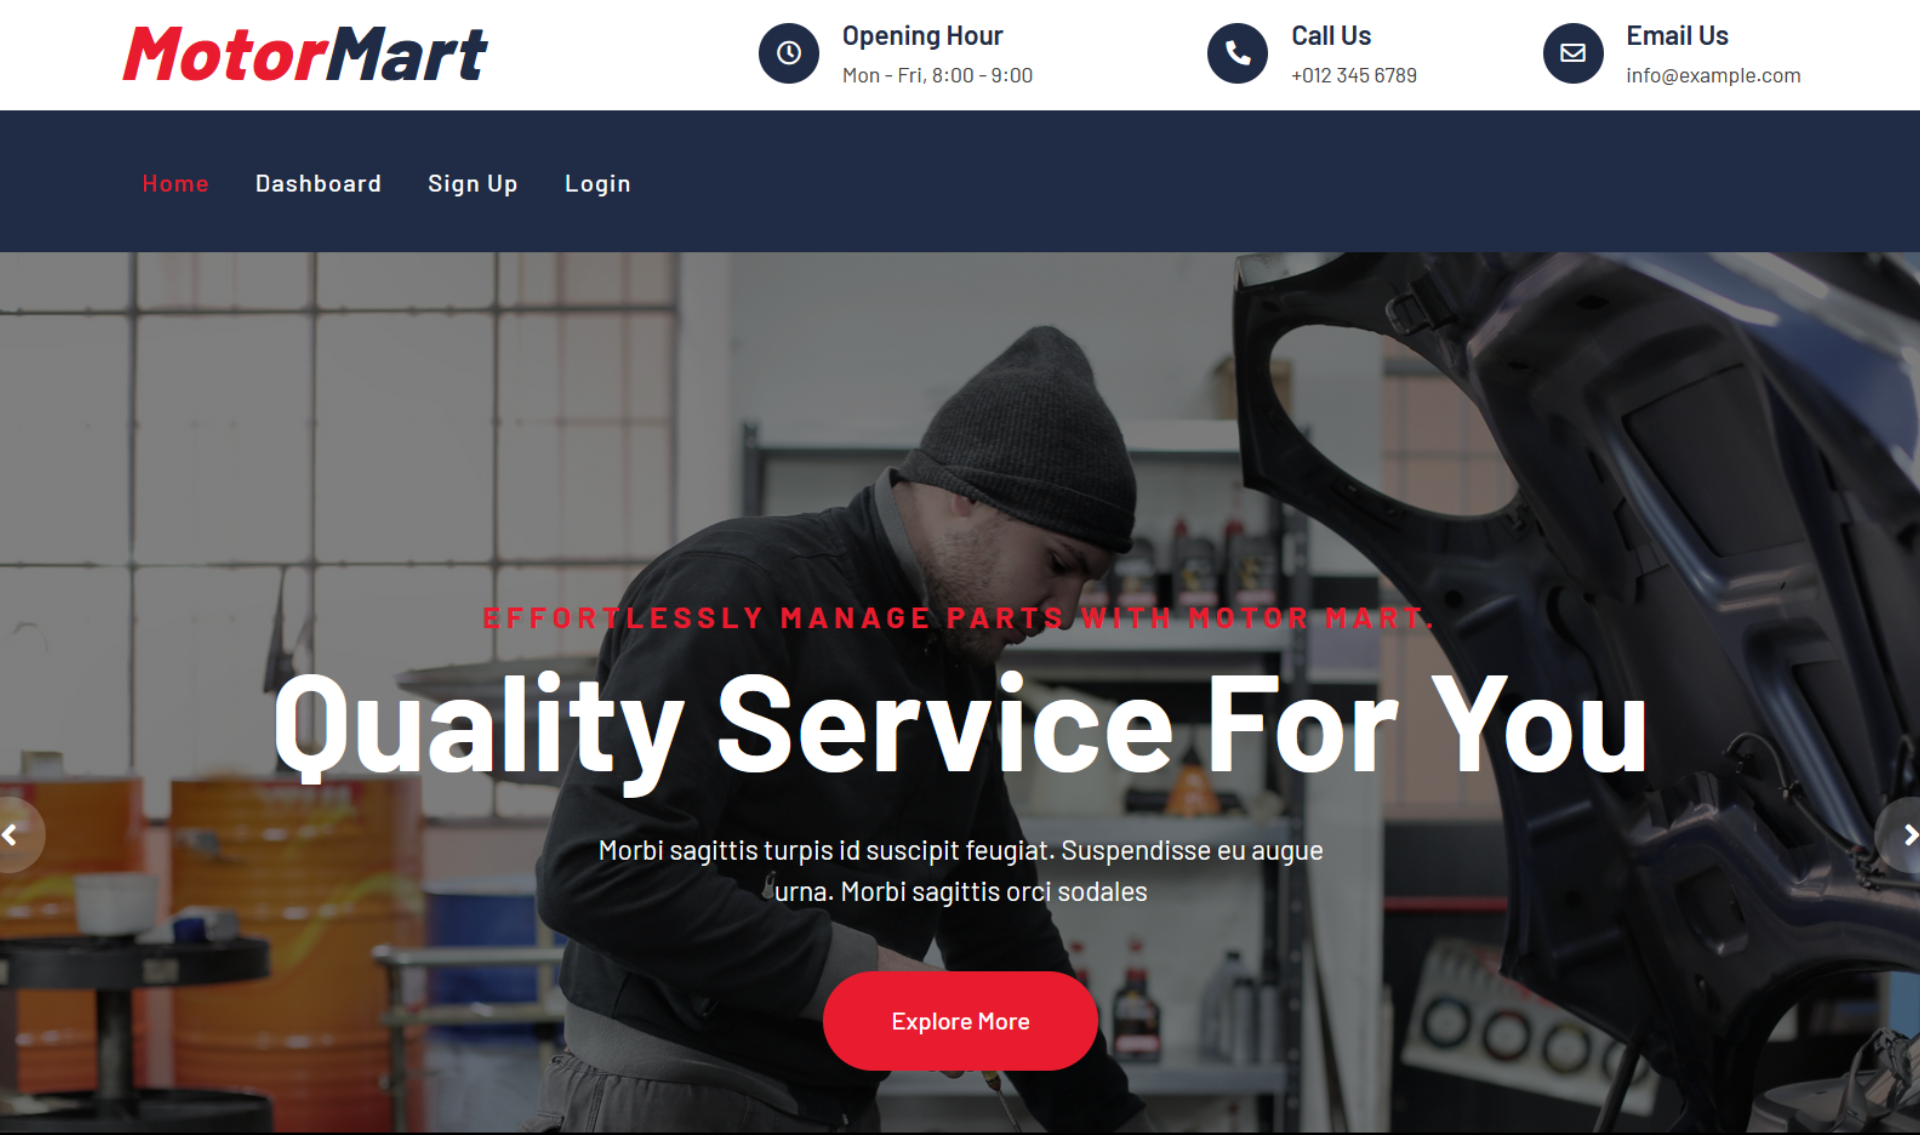 MotorMart
Opening Hour
Mon - Fri, 8:00 - 9:00
Call Us
+012 345 6789
Email Us
info@example.com
Home Dashboard Sign Up Login
EFFORTLESSLY MANAGE PARTS WITH MOTOR MART.
Quality Service For You
Morbi sagittis turpis id suscipit feugiat. Suspendisse eu augue
urna. Morbi sagittis orci sodales
Explore More